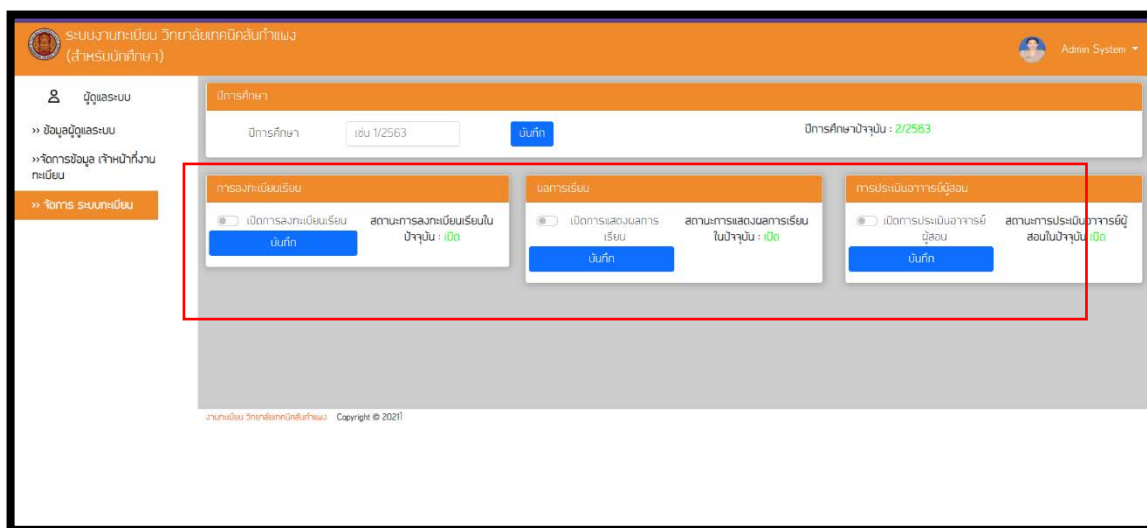 ระบบงานทะเบียน วิทยาลัยเทคนิคสันกำแพง
(สำหรับนักศึกษา)
Admin System
ผู้ดูแลระบบ
›› ข้อมูลผู้ดูแลระบบ
››จัดการข้อมูล เจ้าหน้าที่งาน
ทะเบียน
›› จัดการ ระบบทะเบียน
ปีการศึกษา
ปีการศึกษา เช่น 1/2563 บันทึก ปีการศึกษาปัจจุบัน : 2/2563
การลงทะเบียนเรียน
เปิดการลงทะเบียนเรียน
บันทึก
สถานะการลงทะเบียนเรียนใน
ปัจจุบัน : เปิด
ผลการเรียน
เปิดการแสดงผลการ
เรียน
บันทึก
สถานะการแสดงผลการเรียน
ในปัจจุบัน : เปิด
การประเมินอาจารย์ผู้สอน
เปิดการประเมินอาจารย์
ผู้สอน
บันทึก
สถานะการประเมินอาจารย์ผู้
สอนในปัจจุบัน เปิด
งานทะเบียน วิทยาลัยเทคนิคสันกำแพง Copyright © 2021